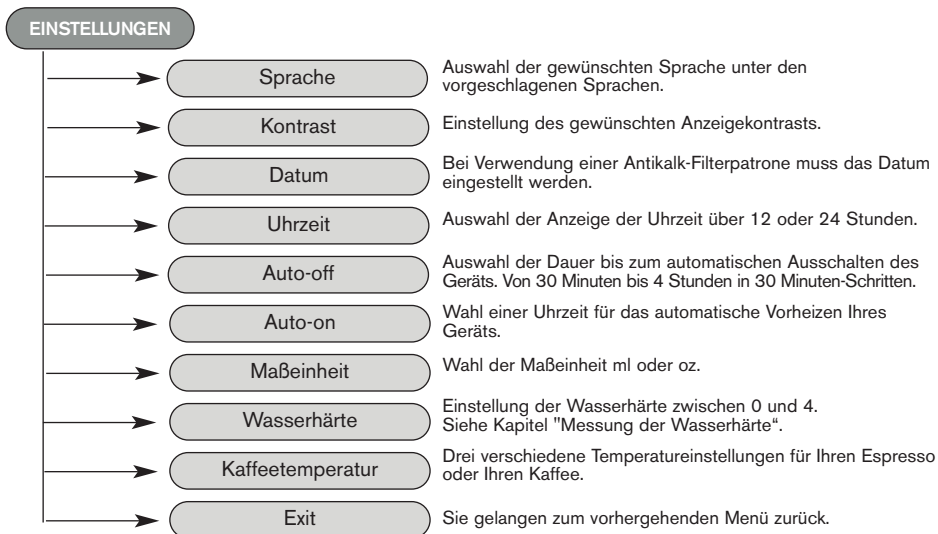 EINSTELLUNGEN
Sprache
Auswahl der gewünschten Sprache unter den
vorgeschlagenen Sprachen.
Kontrast
Einstellung des gewünschten Anzeigekontrasts.
Datum
Bei Verwendung einer Antikalk-Filterpatrone muss das Datum
eingestellt werden.
Uhrzeit
Auswahl der Anzeige der Uhrzeit über 12 oder 24 Stunden.
Auto-off
Auswahl der Dauer bis zum automatischen Ausschalten des
Geräts. Von 30 Minuten bis 4 Stunden in 30 Minuten-Schritten.
Auto-on
Wahl einer Uhrzeit für das automatische Vorheizen Ihres
Geräts.
Maßeinheit
Wahl der Maßeinheit ml oder oz.
Wasserhärte
Einstellung der Wasserhärte zwischen 0 und 4.
Siehe Kapitel "Messung der Wasserhärte“.
Kaffeetemperatur
Drei verschiedene Temperatureinstellungen für Ihren Espresso
oder Ihren Kaffee.
Exit
Sie gelangen zum vorhergehenden Menü zurück.